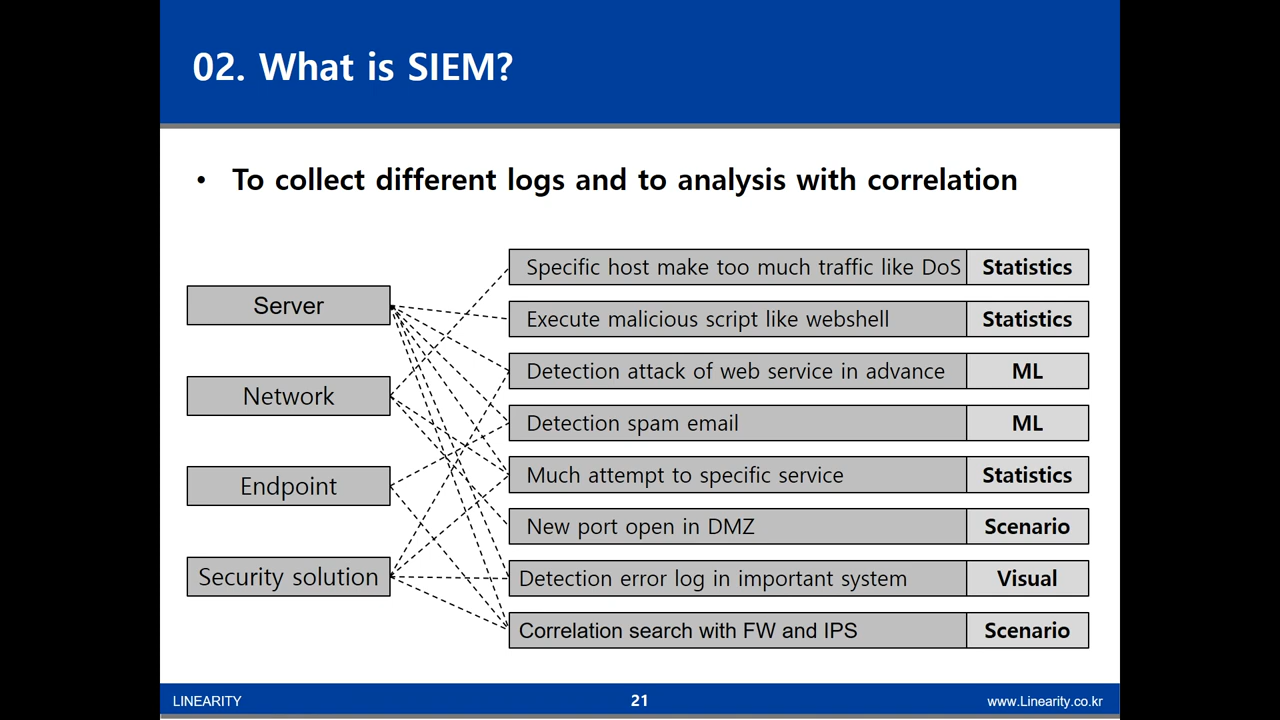 02. What is SIEM?
• To collect different logs and to analysis with correlation
Server
Network
Endpoint
Security solution
Specific host make too much traffic like DoS Statistics
Execute malicious script like webshell Statistics
Detection attack of web service in advance ML
Detection spam email ML
Much attempt to specific service Statistics
New port open in DMZ Scenario
Detection error log in important system Visual
Correlation search with FW and IPS Scenario
LINEARITY 21 www.Linearity.co.kr